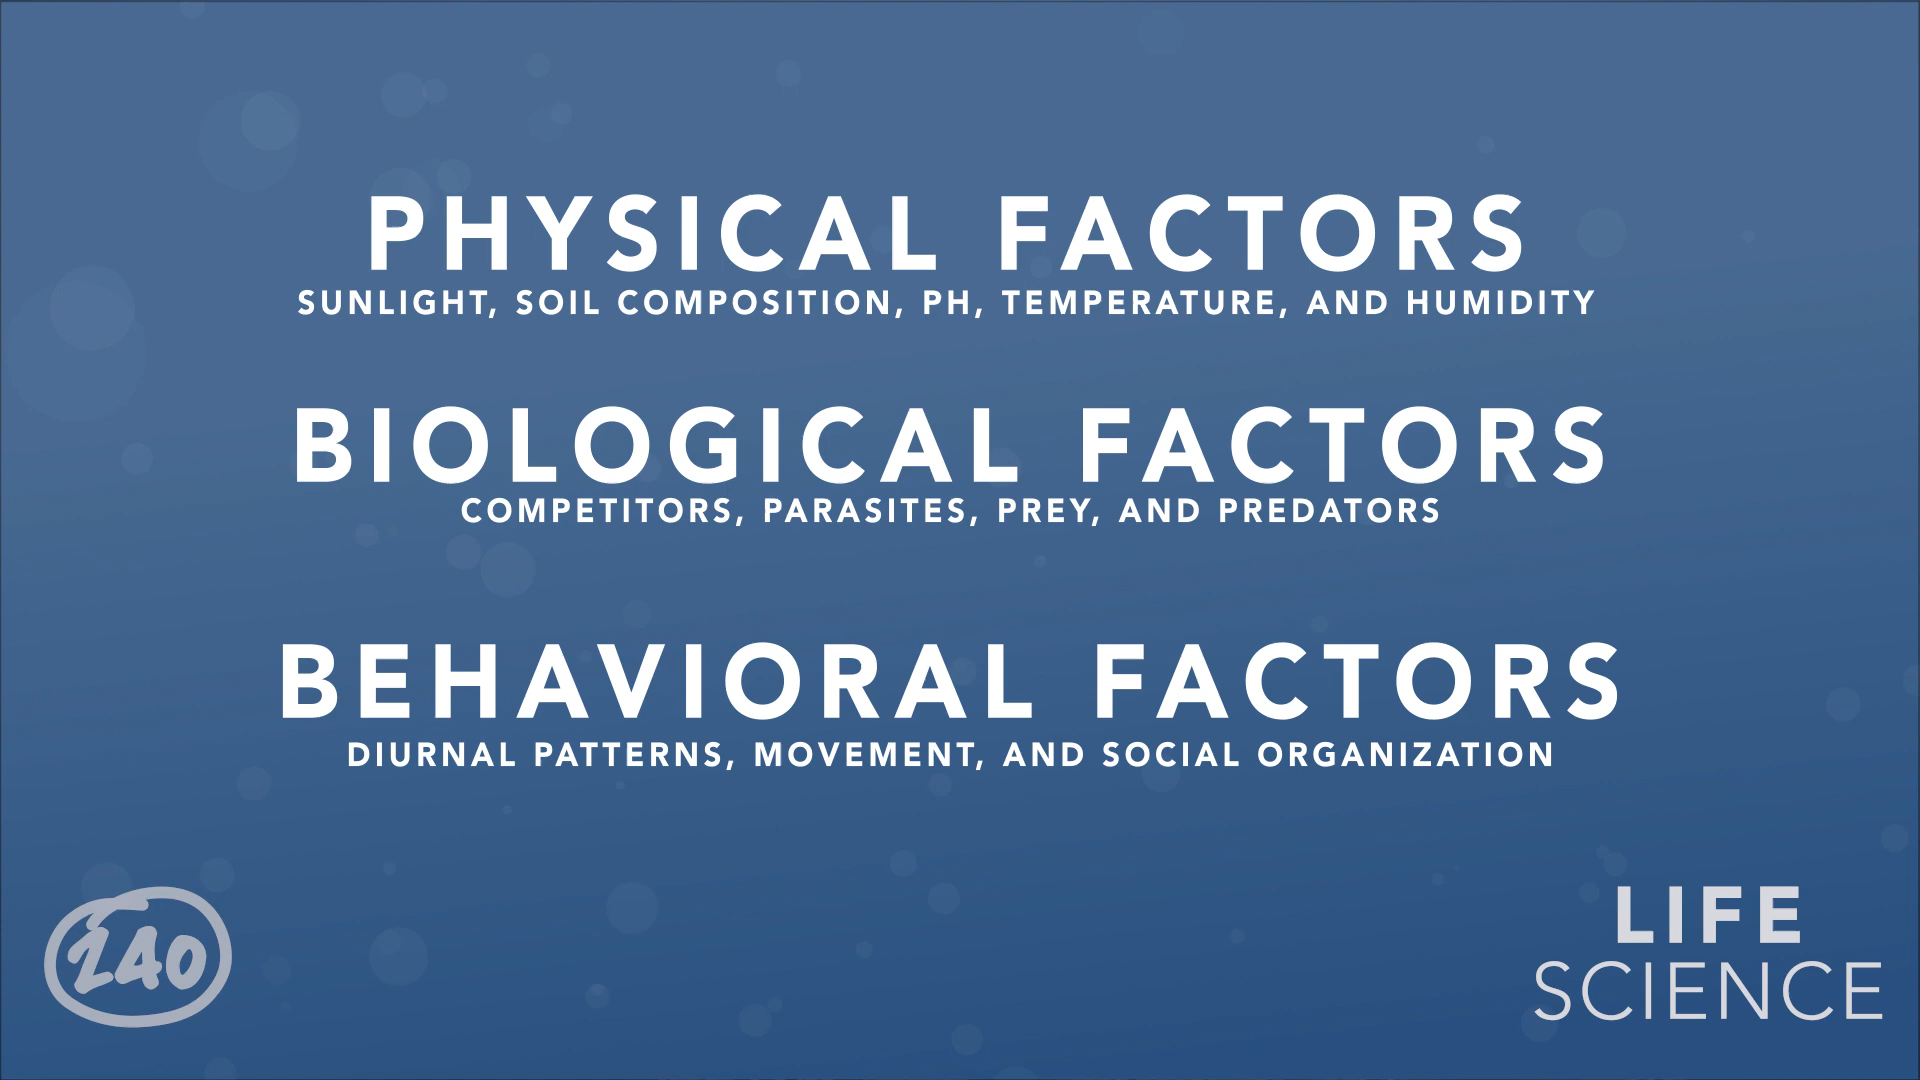 PHYSICAL FACTORS
SUNLIGHT, SOIL COMPOSITION, PH, TEMPERATURE, AND HUMIDITY
BIOLOGICAL FACTORS
COMPETITORS, PARASITES, PREY, AND PREDATORS
BEHAVIORAL FACTORS
DIURNAL PATTERNS, MOVEMENT, AND SOCIAL ORGANIZATION
240
LIFE
SCIENCE